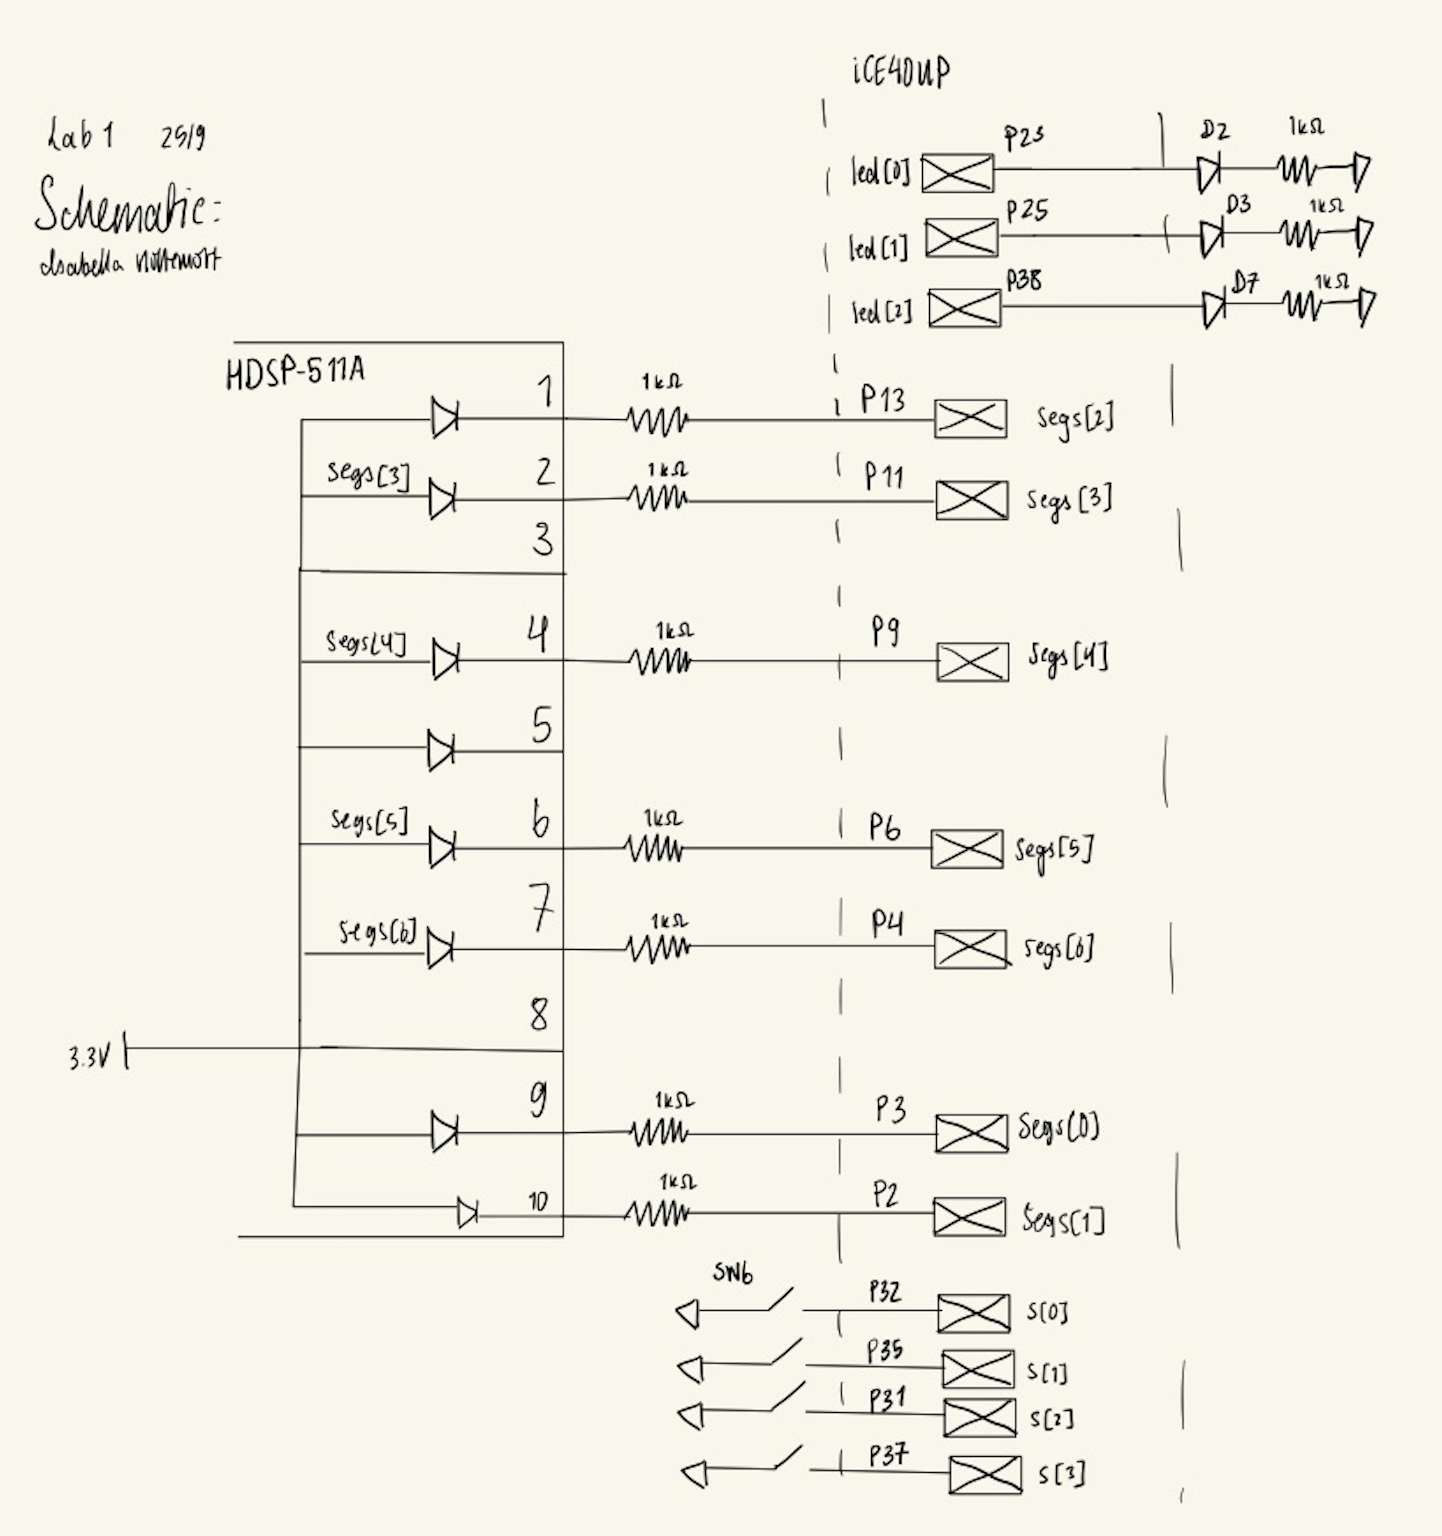 iCE40UP
Lab 1 25/9
Schematic:
led[0] P23 D2 1kΩ
led[1] P25 D3 1kΩ
led[2] P38 D7 1kΩ
HDSP-511A
1 1kΩ P13 segs[2]
segs[3] 2 1kΩ P11 segs[3]
3
segs[4] 4 1kΩ P9 segs[4]
5
segs[5] 6 1kΩ P6 segs[5]
segs[6] 7 1kΩ P4 segs[6]
8
3.3V
9 1kΩ P3 Segs[0]
10 1kΩ P2 Segs[1]
SW6
P32 S[0]
P35 S[1]
P31 S[2]
P37 S[3]
Isabella